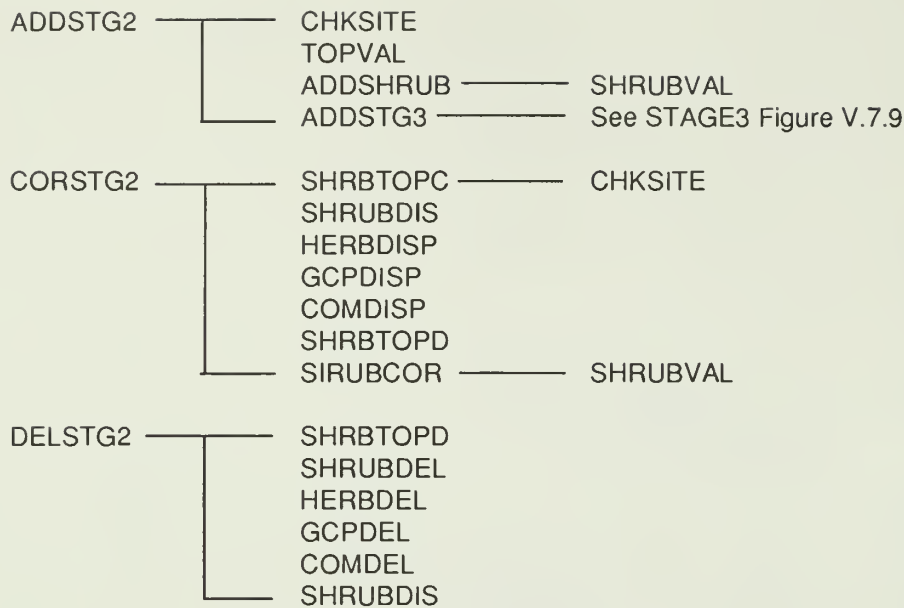 ADDSTG2 CHKSITE
TOPVAL
ADDSHRUB SHRUBVAL
ADDSTG3 See STAGE3 Figure V.7.9
CORSTG2 SHRBTOPC CHKSITE
SHRUBDIS
HERBDISP
GCPDISP
COMDISP
SHRBTOPD
SIRUBCOR SHRUBVAL
DELSTG2 SHRBTOPD
SHRUBDEL
HERBDEL
GCPDEL
COMDEL
SHRUBDIS